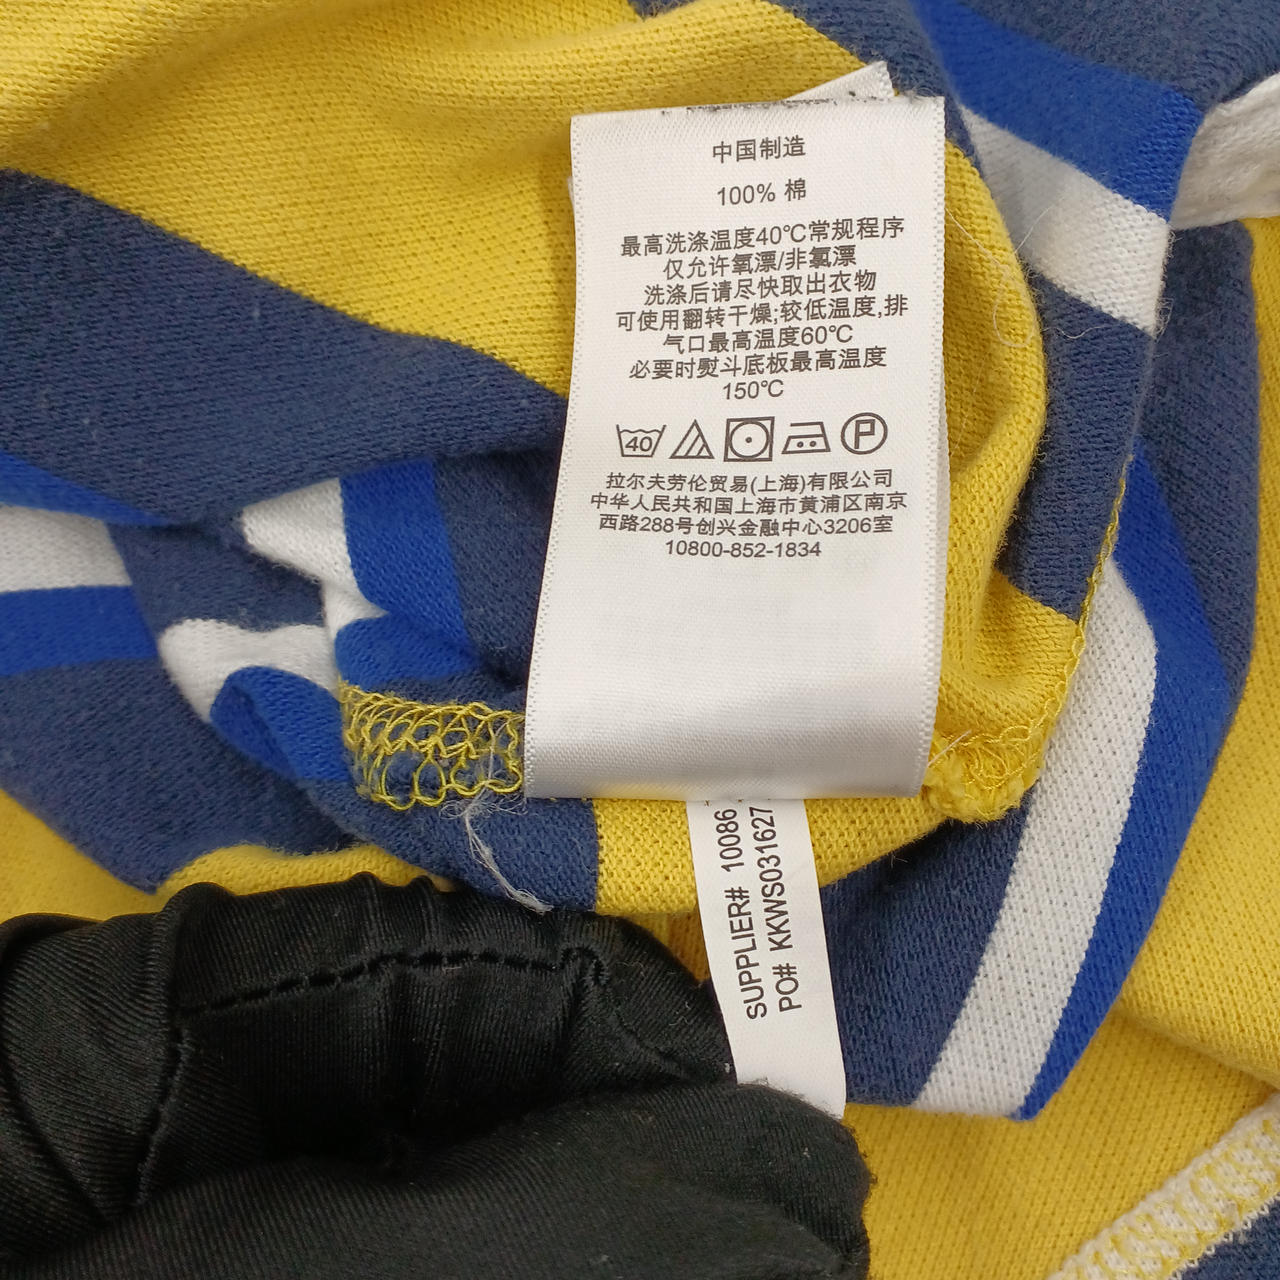 中国制造
100% 棉
最高洗涤温度40℃常规程序
仅允许氧漂/非氯漂
洗涤后请尽快取出衣物
可使用翻转干燥;较低温度,排
气口最高温度60℃
必要时熨斗底板最高温度
150℃
40
P
拉尔夫劳伦贸易(上海)有限公司
中华人民共和国上海市黄浦区南京
西路288号创兴金融中心3206室
10800-852-1834
SUPPLIER# 10086
PO# KKWS031627